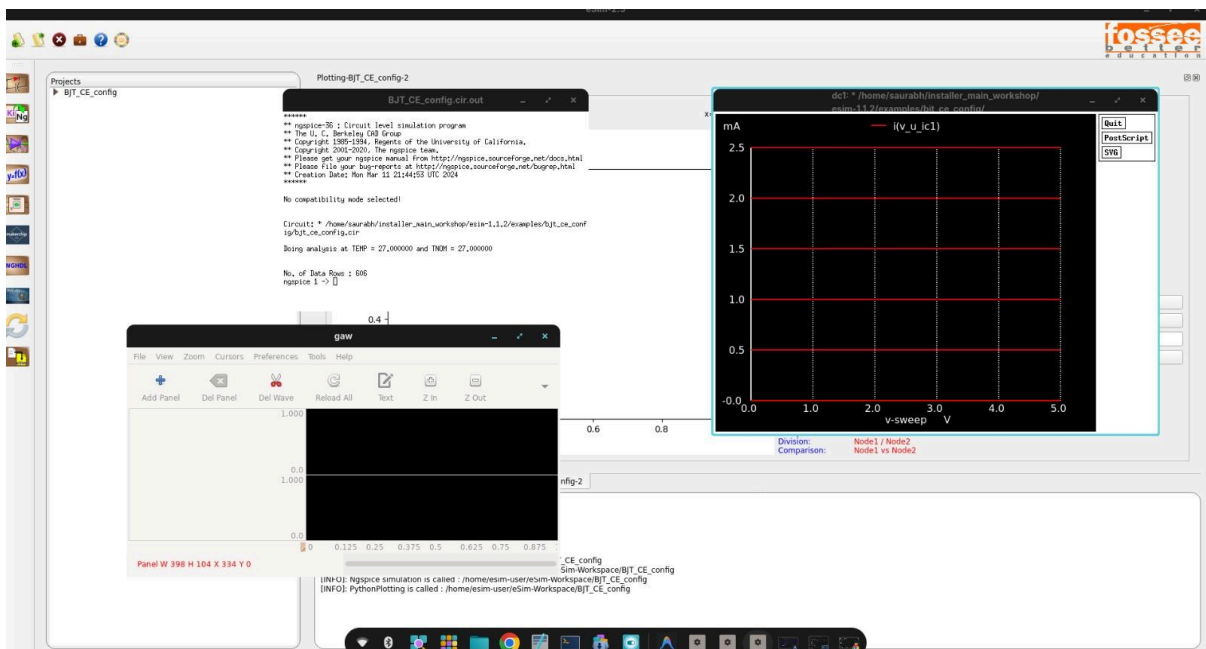 esim-2.3
fossee
better
education
Projects
BJT_CE_config
Plotting-BJT_CE_config-2
BJT_CE_config.cir.out
******
** ngspice-36 : Circuit level simulation program
** The U. C. Berkeley CAD Group
** Copyright 1985-1994, Regents of the University of California.
** Copyright 2001-2020, The ngspice team.
** Please get your ngspice manual from http://ngspice.sourceforge.net/docs.html
** Please file your bug-reports at http://ngspice.sourceforge.net/bugrep.html
** Creation Date: Mon Mar 11 21:44:53 UTC 2024
******
No compatibility mode selected!
Circuit: * /home/saurabh/installer_main_workshop/esim-1.1.2/examples/bjt_ce_conf
ig/bjt_ce_config.cir
Doing analysis at TEMP = 27.000000 and TNOM = 27.000000
No. of Data Rows : 606
ngspice 1 ->
x=
dc1: * /home/saurabh/installer_main_workshop/
esim-1.1.2/examples/bjt_ce_config/
mA
i(v_u_ic1)
Quit
PostScript
SVG
2.5
2.0
1.5
1.0
0.5
-0.0
0.0 1.0 2.0 3.0 4.0 5.0
v-sweep V
0.4
0.6 0.8
Division: Node1 / Node2
Comparison: Node1 vs Node2
nfig-2
gaw
File View Zoom Cursors Preferences Tools Help
Add Panel Del Panel Del Wave Reload All Text Z In Z Out
1.000
0.0
1.000
0.0
0 0.125 0.25 0.375 0.5 0.625 0.75 0.875
Panel W 398 H 104 X 334 Y 0
_CE_config
Sim-Workspace/BJT_CE_config
[INFO]: Ngspice simulation is called : /home/esim-user/eSim-Workspace/BJT_CE_config
[INFO]: PythonPlotting is called : /home/esim-user/eSim-Workspace/BJT_CE_config
Ki Ng
y=f(x)
NGHDL